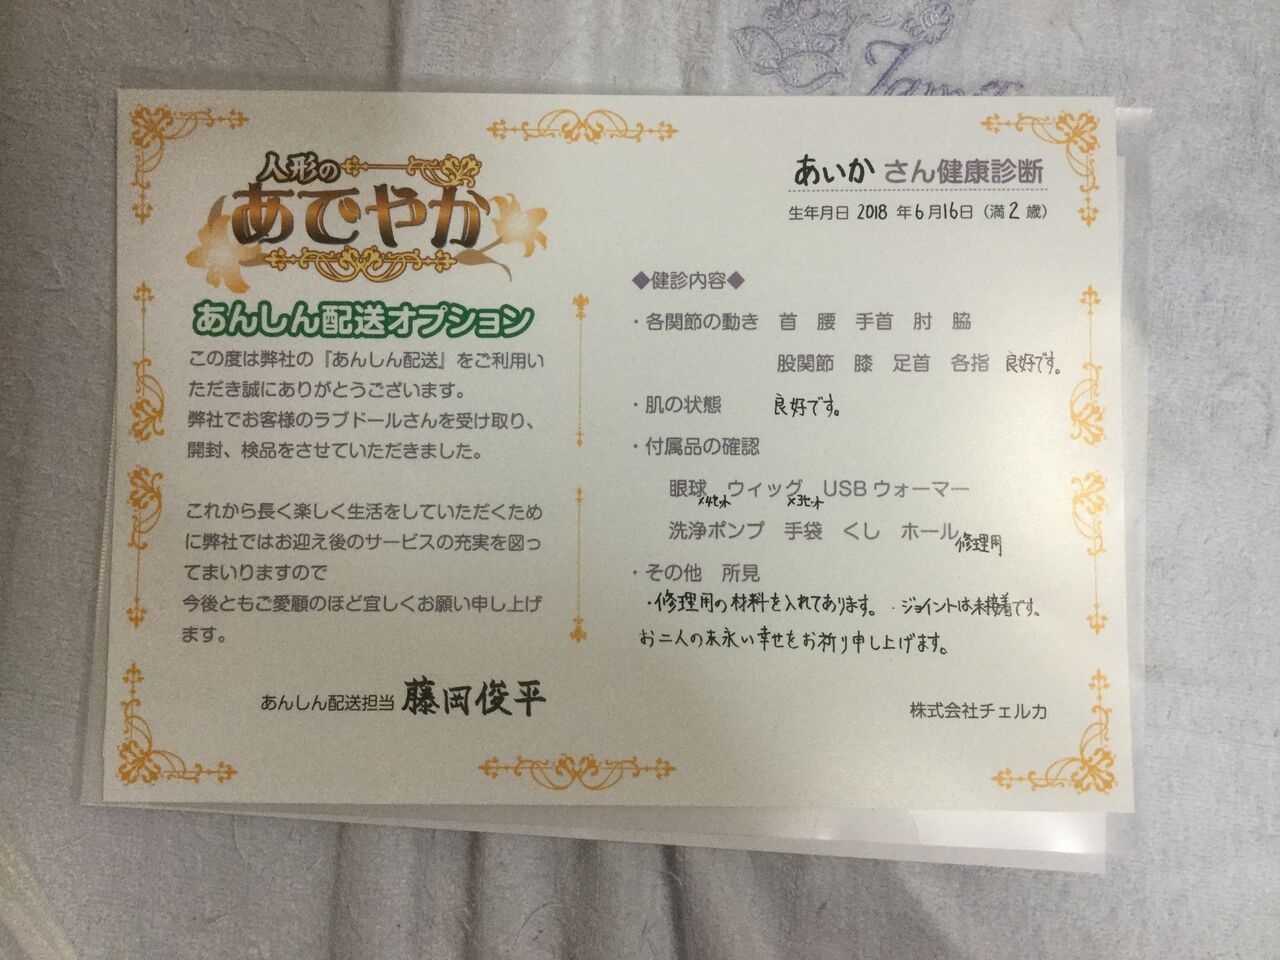 人形の
あでやか
あんしん配送オプション
この度は弊社の『あんしん配送』をご利用い
ただき誠にありがとうございます。
弊社でお客様のラブドールさんを受け取り、
開封、検品をさせていただきました。
これから長く楽しく生活をしていただくため
に弊社ではお迎え後のサービスの充実を図っ
てまいりますので
今後ともご愛顧のほど宜しくお願い申し上げ
ます。
あんしん配送担当 藤岡俊平
あいか さん健康診断
生年月日 2018 年6月16日（満2歳）
◆健診内容◆
・各関節の動き 首 腰 手首 肘 脇
股関節 膝 足首 各指 良好です。
・肌の状態 良好です。
・付属品の確認
眼球×4セット ウィッグ×3セット USBウォーマー
洗浄ポンプ 手袋 くし ホール 修理用
・その他 所見
・修理用の材料を入れてあります。・ジョイントは未接着です。
お二人の末永い幸せをお祈り申し上げます。
株式会社チェルカ